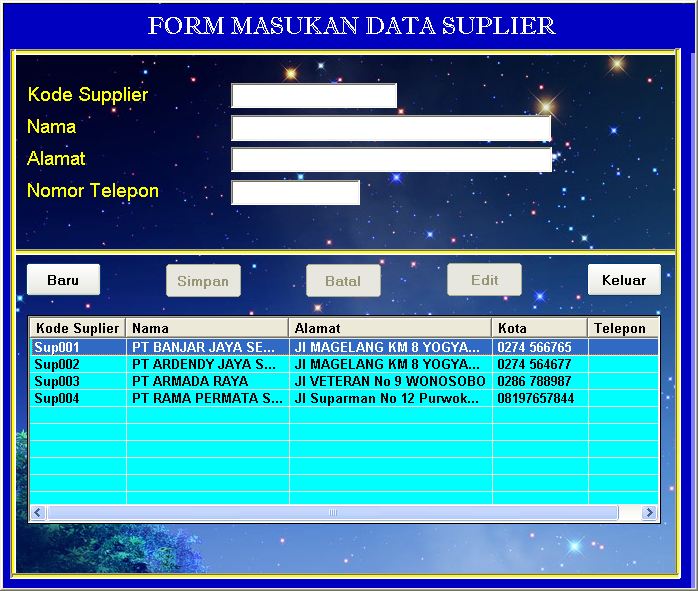 FORM MASUKAN DATA SUPLIER
Kode Supplier
Nama
Alamat
Nomor Telepon
Baru Simpan Batal Edit Keluar
Kode Suplier Nama Alamat Kota Telepon
Sup001 PT BANJAR JAYA SE... Jl MAGELANG KM 8 YOGYA... 0274 566765
Sup002 PT ARDENDY JAYA S... Jl MAGELANG KM 8 YOGYA... 0274 564677
Sup003 PT ARMADA RAYA Jl VETERAN No 9 WONOSOBO 0286 788987
Sup004 PT RAMA PERMATA S... Jl Suparman No 12 Purwok... 08197657844